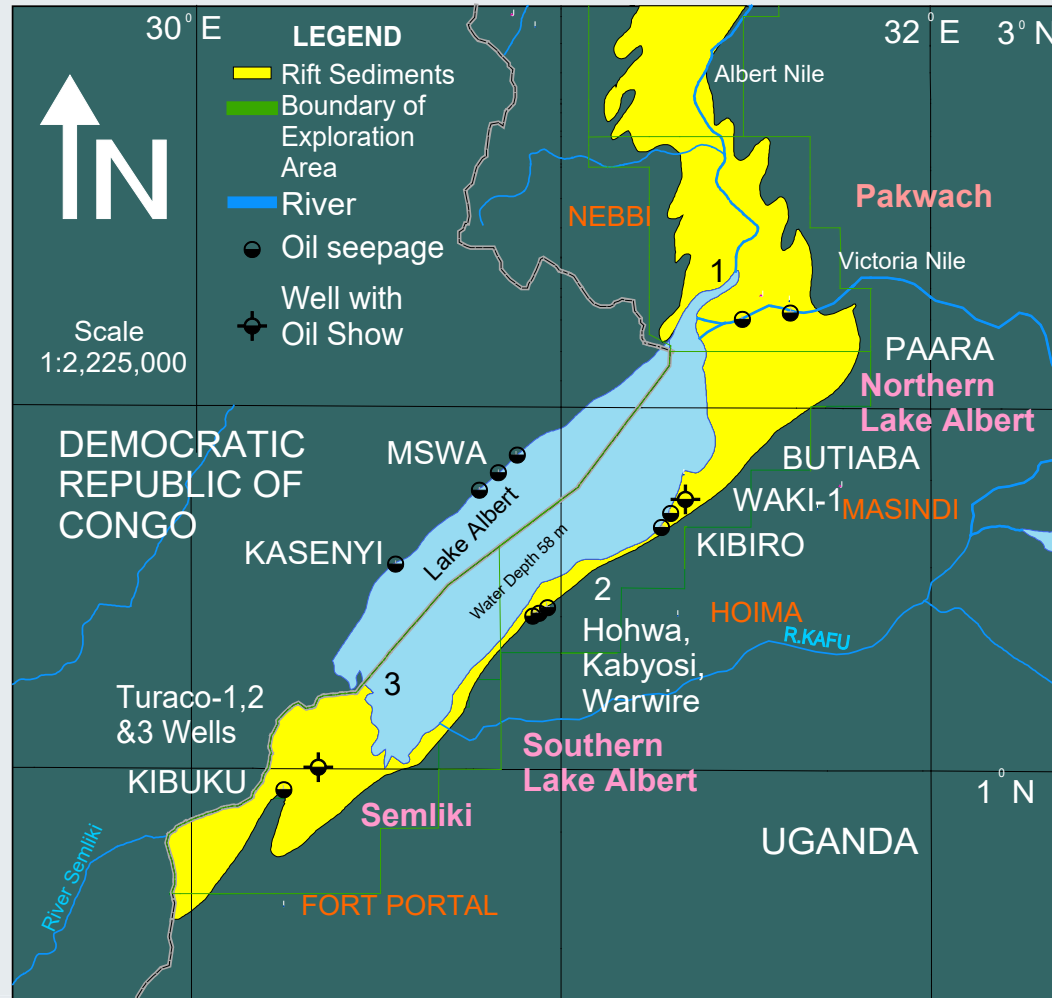 30° E
32° E
3° N
LEGEND
Rift Sediments
Boundary of
Exploration
Area
River
Oil seepage
Well with
Oil Show
N
Scale
1:2,225,000
Albert Nile
NEBBI
Pakwach
1
Victoria Nile
PAARA
Northern
Lake Albert
DEMOCRATIC
REPUBLIC OF
CONGO
MSWA
BUTIABA
WAKI-1
MASINDI
KASENYI
Lake Albert
KIBIRO
Water Depth 58 m
2
HOIMA
Hohwa,
Kabyosi,
Warwire
R.KAFU
3
Turaco-1,2
&3 Wells
Southern
Lake Albert
KIBUKU
1° N
Semliki
UGANDA
River Semliki
FORT PORTAL